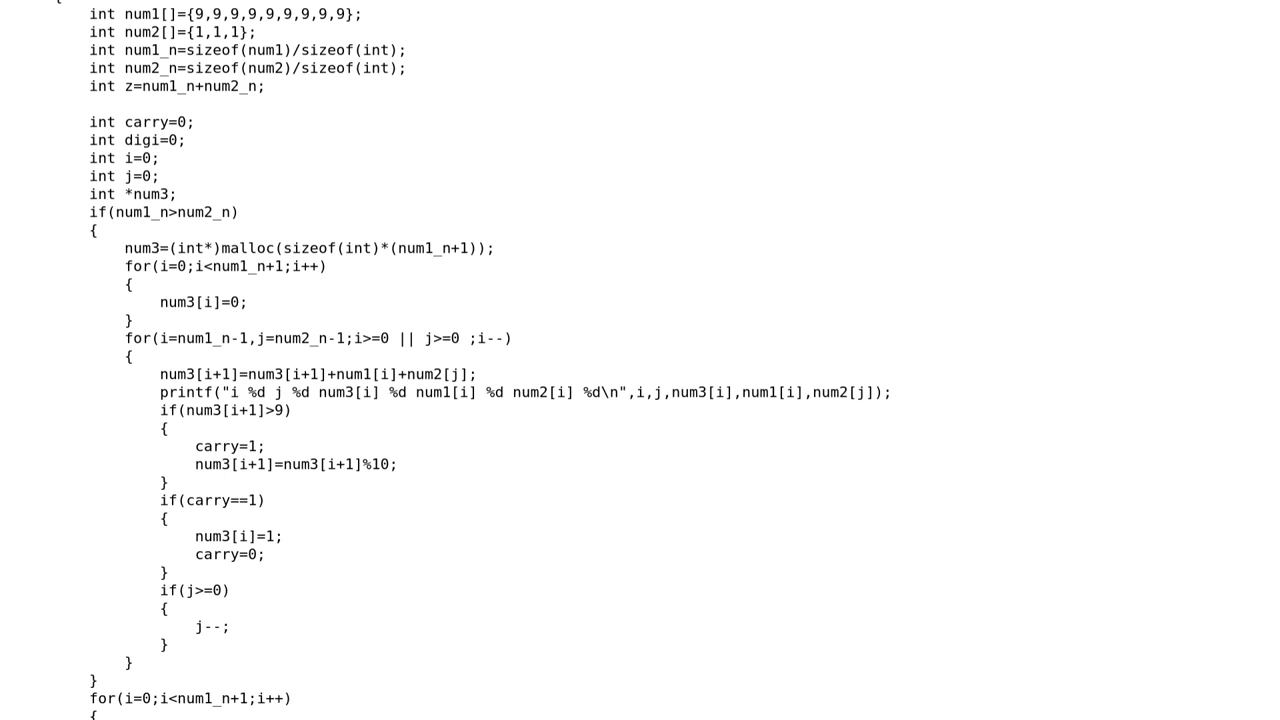 {
int num1[]={9,9,9,9,9,9,9,9,9};
int num2[]={1,1,1};
int num1_n=sizeof(num1)/sizeof(int);
int num2_n=sizeof(num2)/sizeof(int);
int z=num1_n+num2_n;
int carry=0;
int digi=0;
int i=0;
int j=0;
int *num3;
if(num1_n>num2_n)
{
num3=(int*)malloc(sizeof(int)*(num1_n+1));
for(i=0;i<num1_n+1;i++)
{
num3[i]=0;
}
for(i=num1_n-1,j=num2_n-1;i>=0 || j>=0 ;i--)
{
num3[i+1]=num3[i+1]+num1[i]+num2[j];
printf("i %d j %d num3[i] %d num1[i] %d num2[i] %d\n",i,j,num3[i],num1[i],num2[j]);
if(num3[i+1]>9)
{
carry=1;
num3[i+1]=num3[i+1]%10;
}
if(carry==1)
{
num3[i]=1;
carry=0;
}
if(j>=0)
{
j--;
}
}
}
for(i=0;i<num1_n+1;i++)
{